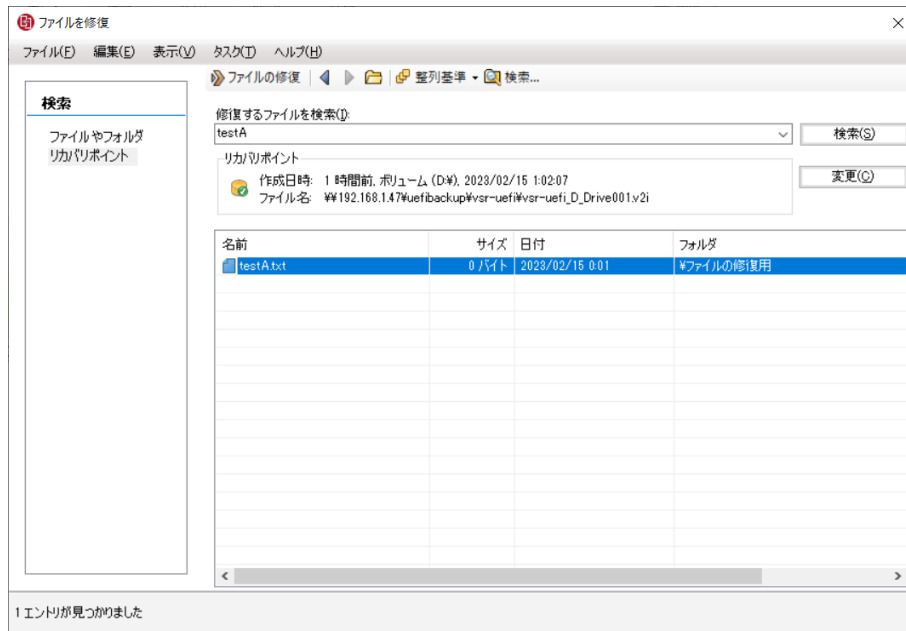 ファイルを修復
ファイル(F) 編集(E) 表示(V) タスク(T) ヘルプ(H)
ファイルの修復 整列基準 検索...
検索
ファイルやフォルダ
リカバリポイント
修復するファイルを検索(I):
testA 検索(S)
リカバリポイント
作成日時: 1 時間前, ボリューム (D:¥), 2023/02/15 1:02:07 変更(C)
ファイル名: ¥¥192.168.1.47¥uefibackup¥vsr-uefi¥vsr-uefi_D_Drive001.v2i
名前 サイズ 日付 フォルダ
testA.txt 0 バイト 2023/02/15 0:01 ¥ファイルの修復用
1 エントリが見つかりました